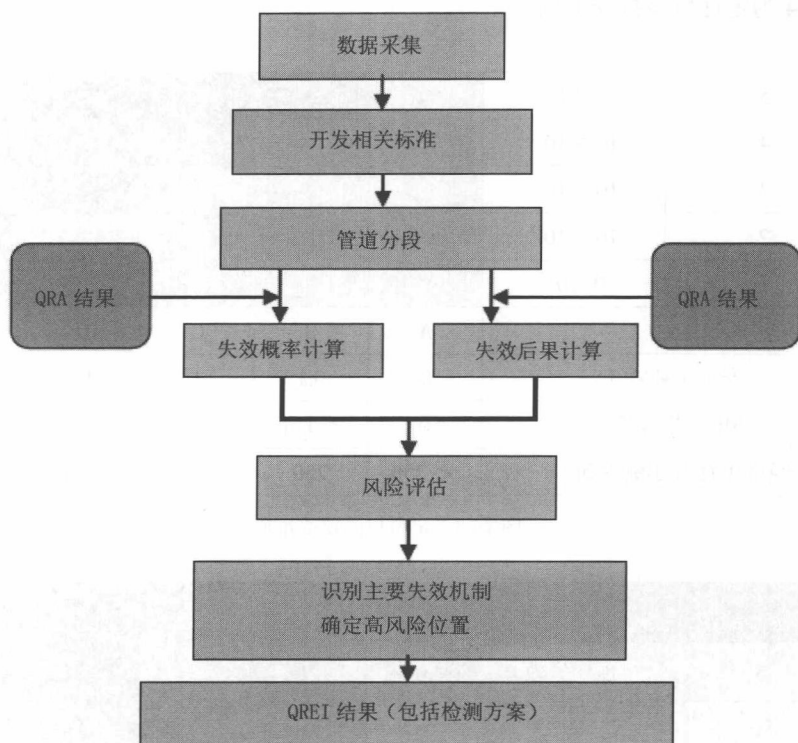 数据采集
开发相关标准
管道分段
QRA 结果
QRA 结果
失效概率计算
失效后果计算
风险评估
识别主要失效机制
确定高风险位置
QREI 结果（包括检测方案）